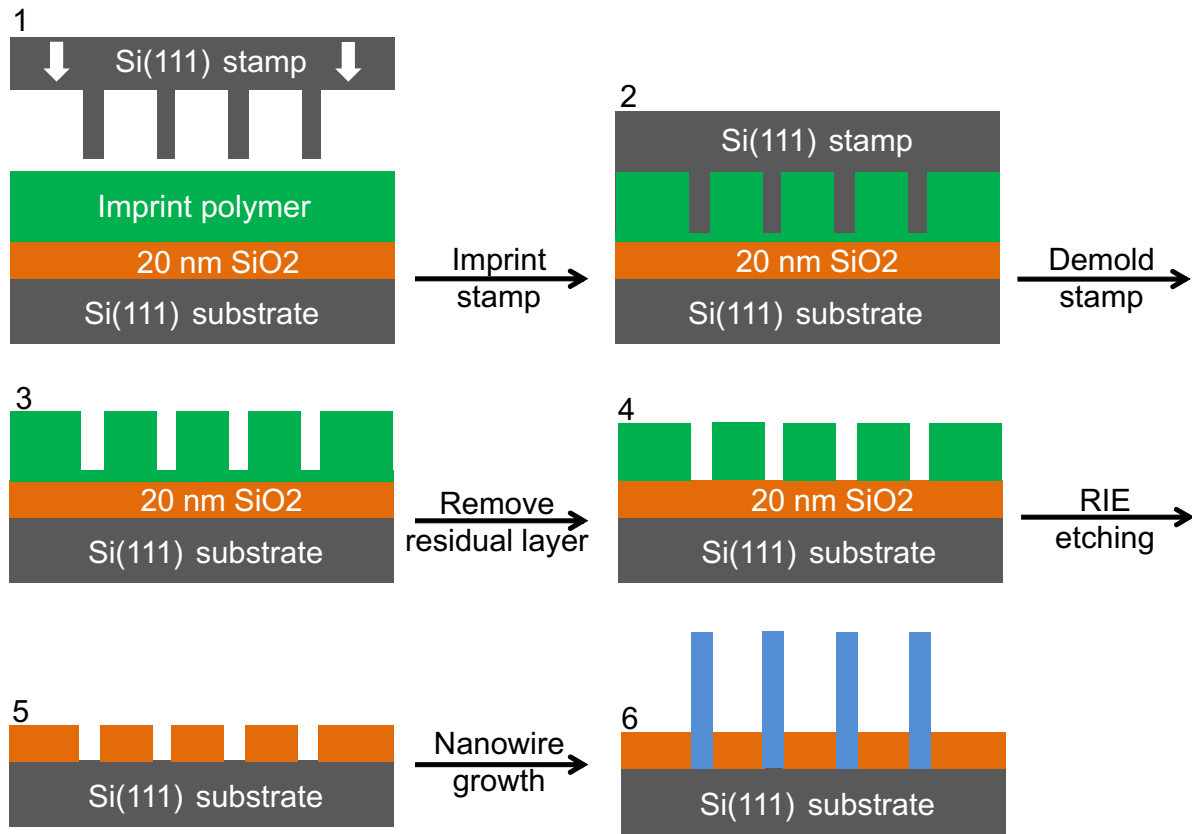 1
Si(111) stamp
Imprint polymer
20 nm SiO2
Si(111) substrate
Imprint
stamp
2
Si(111) stamp
20 nm SiO2
Si(111) substrate
Demold
stamp
3
20 nm SiO2
Si(111) substrate
Remove
residual layer
4
20 nm SiO2
Si(111) substrate
RIE
etching
5
Si(111) substrate
Nanowire
growth
6
Si(111) substrate